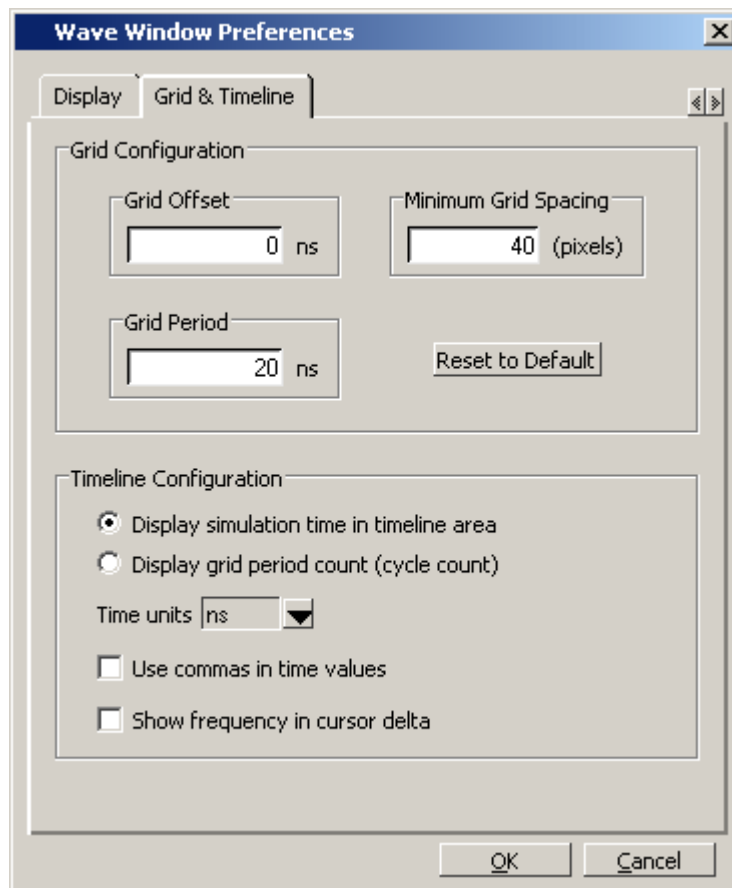 Wave Window Preferences
Display Grid & Timeline
Grid Configuration
Grid Offset Minimum Grid Spacing
0 ns 40 (pixels)
Grid Period
20 ns Reset to Default
Timeline Configuration
Display simulation time in timeline area
Display grid period count (cycle count)
Time units ns
Use commas in time values
Show frequency in cursor delta
OK Cancel